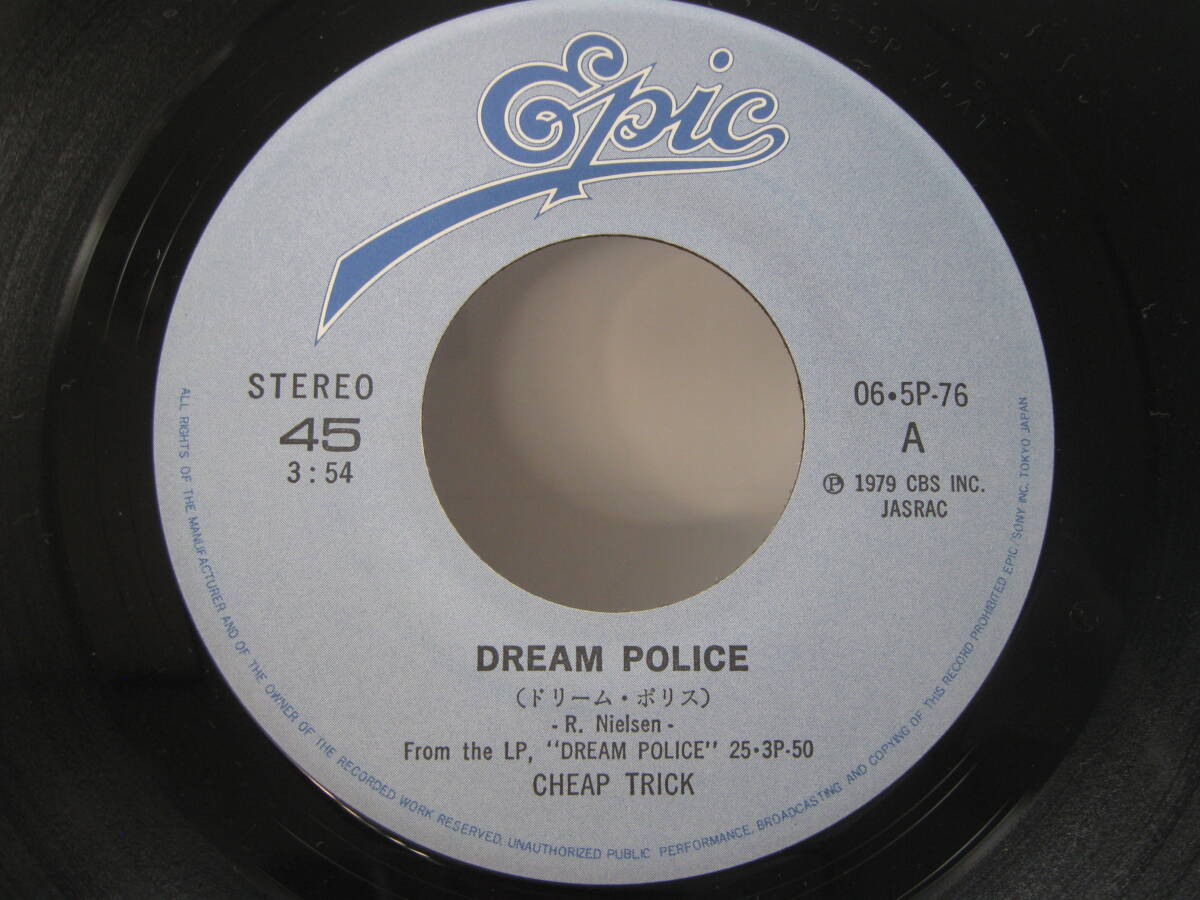 Epic
STEREO
45
3:54
06•5P-76
A
Ⓟ 1979 CBS INC.
JASRAC
DREAM POLICE
(ドリーム・ポリス)
- R. Nielsen -
From the LP, "DREAM POLICE" 25•3P-50
CHEAP TRICK
ALL RIGHTS OF THE MANUFACTURER AND OF THE OWNER OF THE RECORDED WORK RESERVED. UNAUTHORIZED PUBLIC PERFORMANCE, BROADCASTING AND COPYING OF THIS RECORD PROHIBITED EPIC/SONY INC. TOKYO JAPAN